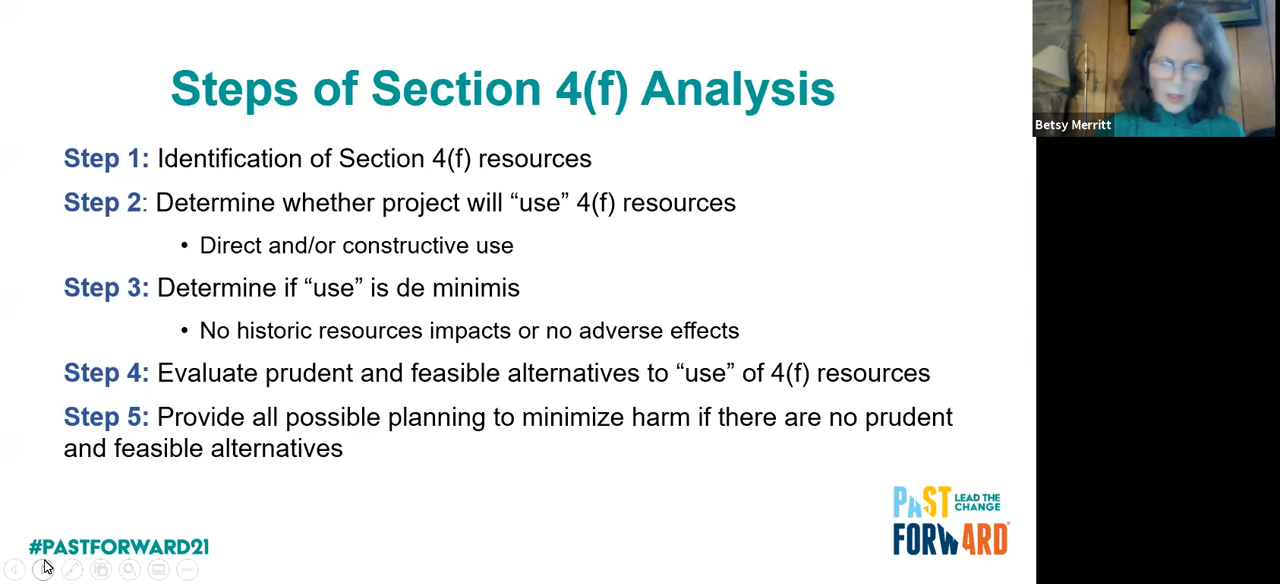 Steps of Section 4(f) Analysis
Step 1: Identification of Section 4(f) resources
Step 2: Determine whether project will “use” 4(f) resources
• Direct and/or constructive use
Step 3: Determine if “use” is de minimis
• No historic resources impacts or no adverse effects
Step 4: Evaluate prudent and feasible alternatives to “use” of 4(f) resources
Step 5: Provide all possible planning to minimize harm if there are no prudent
and feasible alternatives
Betsy Merritt
PAST LEAD THE
CHANGE
FORWARD®
#PASTFORWARD21